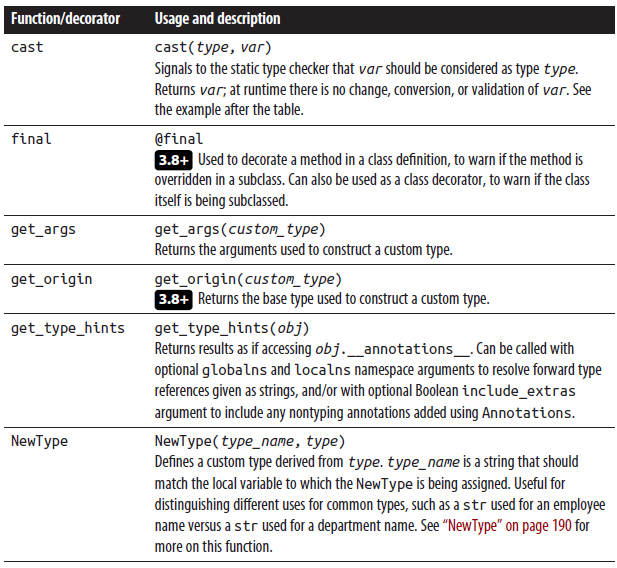 Function/decorator Usage and description
cast cast(type, var)
Signals to the static type checker that var should be considered as type type.
Returns var; at runtime there is no change, conversion, or validation of var. See
the example after the table.
final @final
3.8+ Used to decorate a method in a class definition, to warn if the method is
overridden in a subclass. Can also be used as a class decorator, to warn if the class
itself is being subclassed.
get_args get_args(custom_type)
Returns the arguments used to construct a custom type.
get_origin get_origin(custom_type)
3.8+ Returns the base type used to construct a custom type.
get_type_hints get_type_hints(obj)
Returns results as if accessing obj.__annotations__. Can be called with
optional globalns and localns namespace arguments to resolve forward type
references given as strings, and/or with optional Boolean include_extras
argument to include any nontyping annotations added using Annotations.
NewType NewType(type_name, type)
Defines a custom type derived from type. type_name is a string that should
match the local variable to which the NewType is being assigned. Useful for
distinguishing different uses for common types, such as a str used for an employee
name versus a str used for a department name. See “NewType” on page 190 for
more on this function.